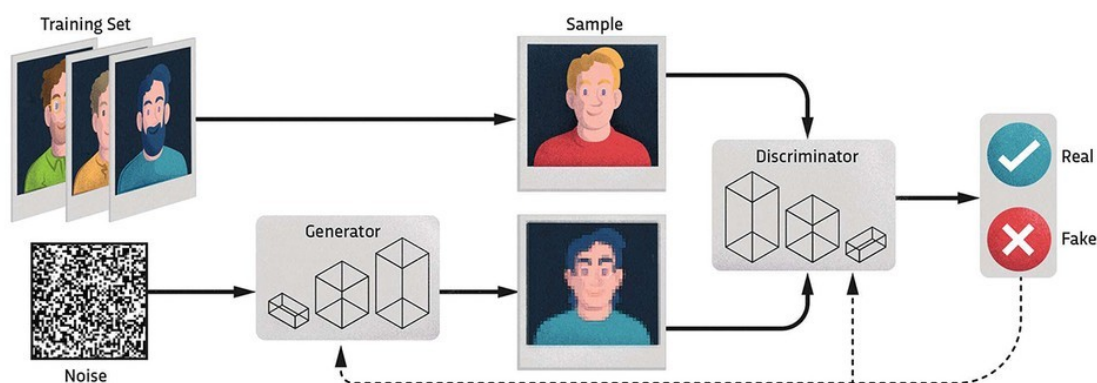 Training Set
Sample
Discriminator
Real
Generator
Fake
Noise